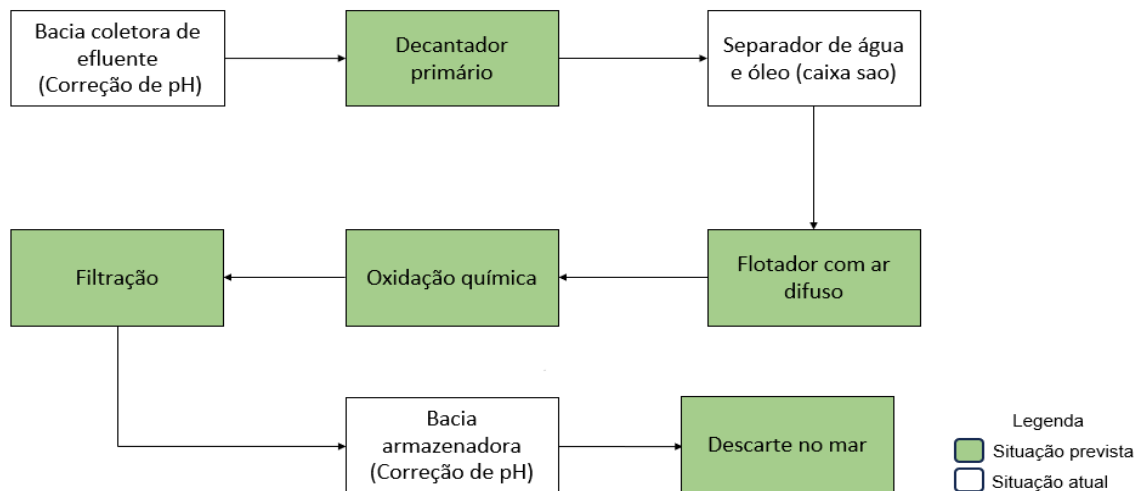 Bacia coletora de
efluente
(Correção de pH)
Decantador
primário
Separador de água
e óleo (caixa sao)
Flotador com ar
difuso
Oxidação química
Filtração
Bacia
armazenadora
(Correção de pH)
Descarte no mar
Legenda
Situação prevista
Situação atual